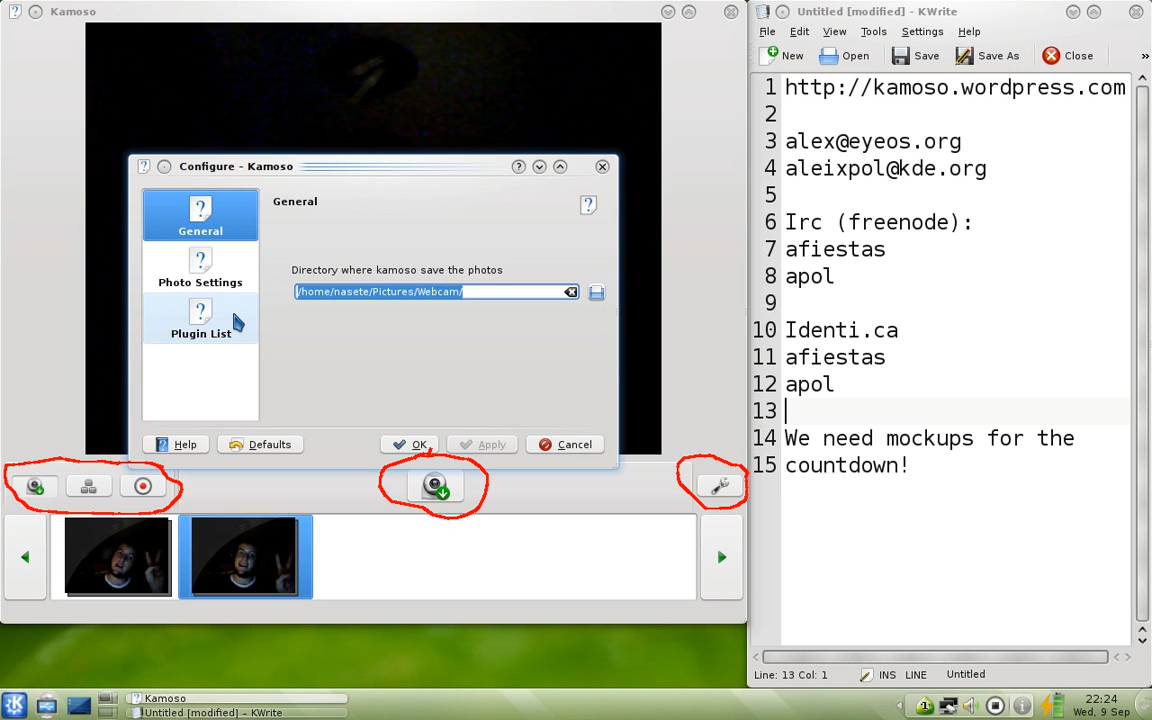 Kamoso
Configure - Kamoso
General
Photo Settings
Plugin List
General
Directory where kamoso save the photos
/home/nasete/Pictures/Webcam/
Help
Defaults
OK
Apply
Cancel
Untitled [modified] - KWrite
File Edit View Tools Settings Help
New Open Save Save As Close »
1 http://kamoso.wordpress.com
2
3 alex@eyeos.org
4 aleixpol@kde.org
5
6 Irc (freenode):
7 afiestas
8 apol
9
10 Identi.ca
11 afiestas
12 apol
13
14 We need mockups for the
15 countdown!
Line: 13 Col: 1 INS LINE Untitled
Kamoso
Untitled [modified] - KWrite
1
22:24
Wed, 9 Sep